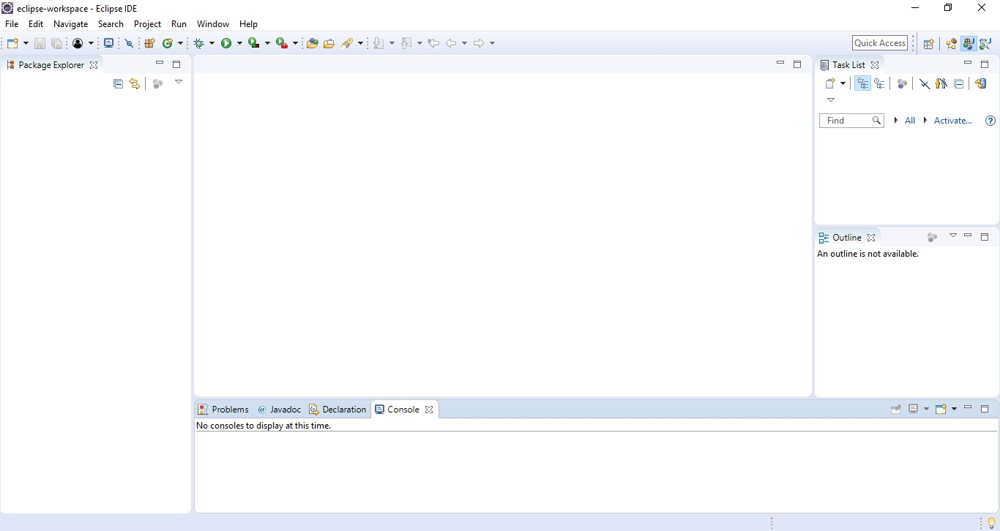 eclipse-workspace - Eclipse IDE
File Edit Navigate Search Project Run Window Help
Quick Access
Package Explorer
Task List
Find All Activate...
Outline
An outline is not available.
Problems @ Javadoc Declaration Console
No consoles to display at this time.